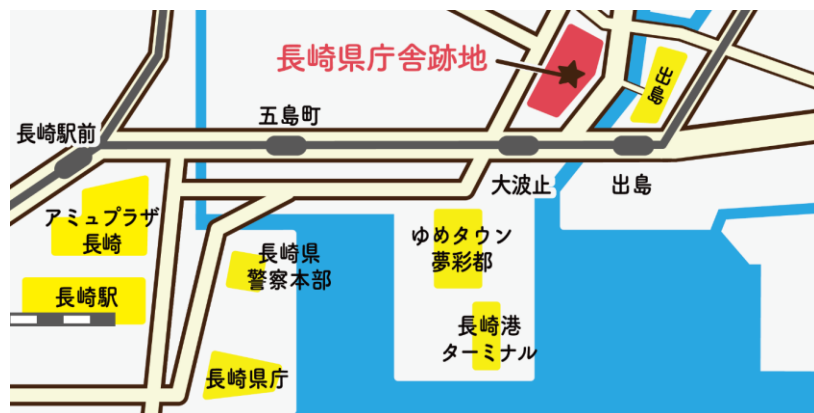 長崎県庁舎跡地
出島
五島町
長崎駅前
大波止
出島
アミュプラザ
長崎
ゆめタウン
夢彩都
長崎県
警察本部
長崎駅
長崎港
ターミナル
長崎県庁